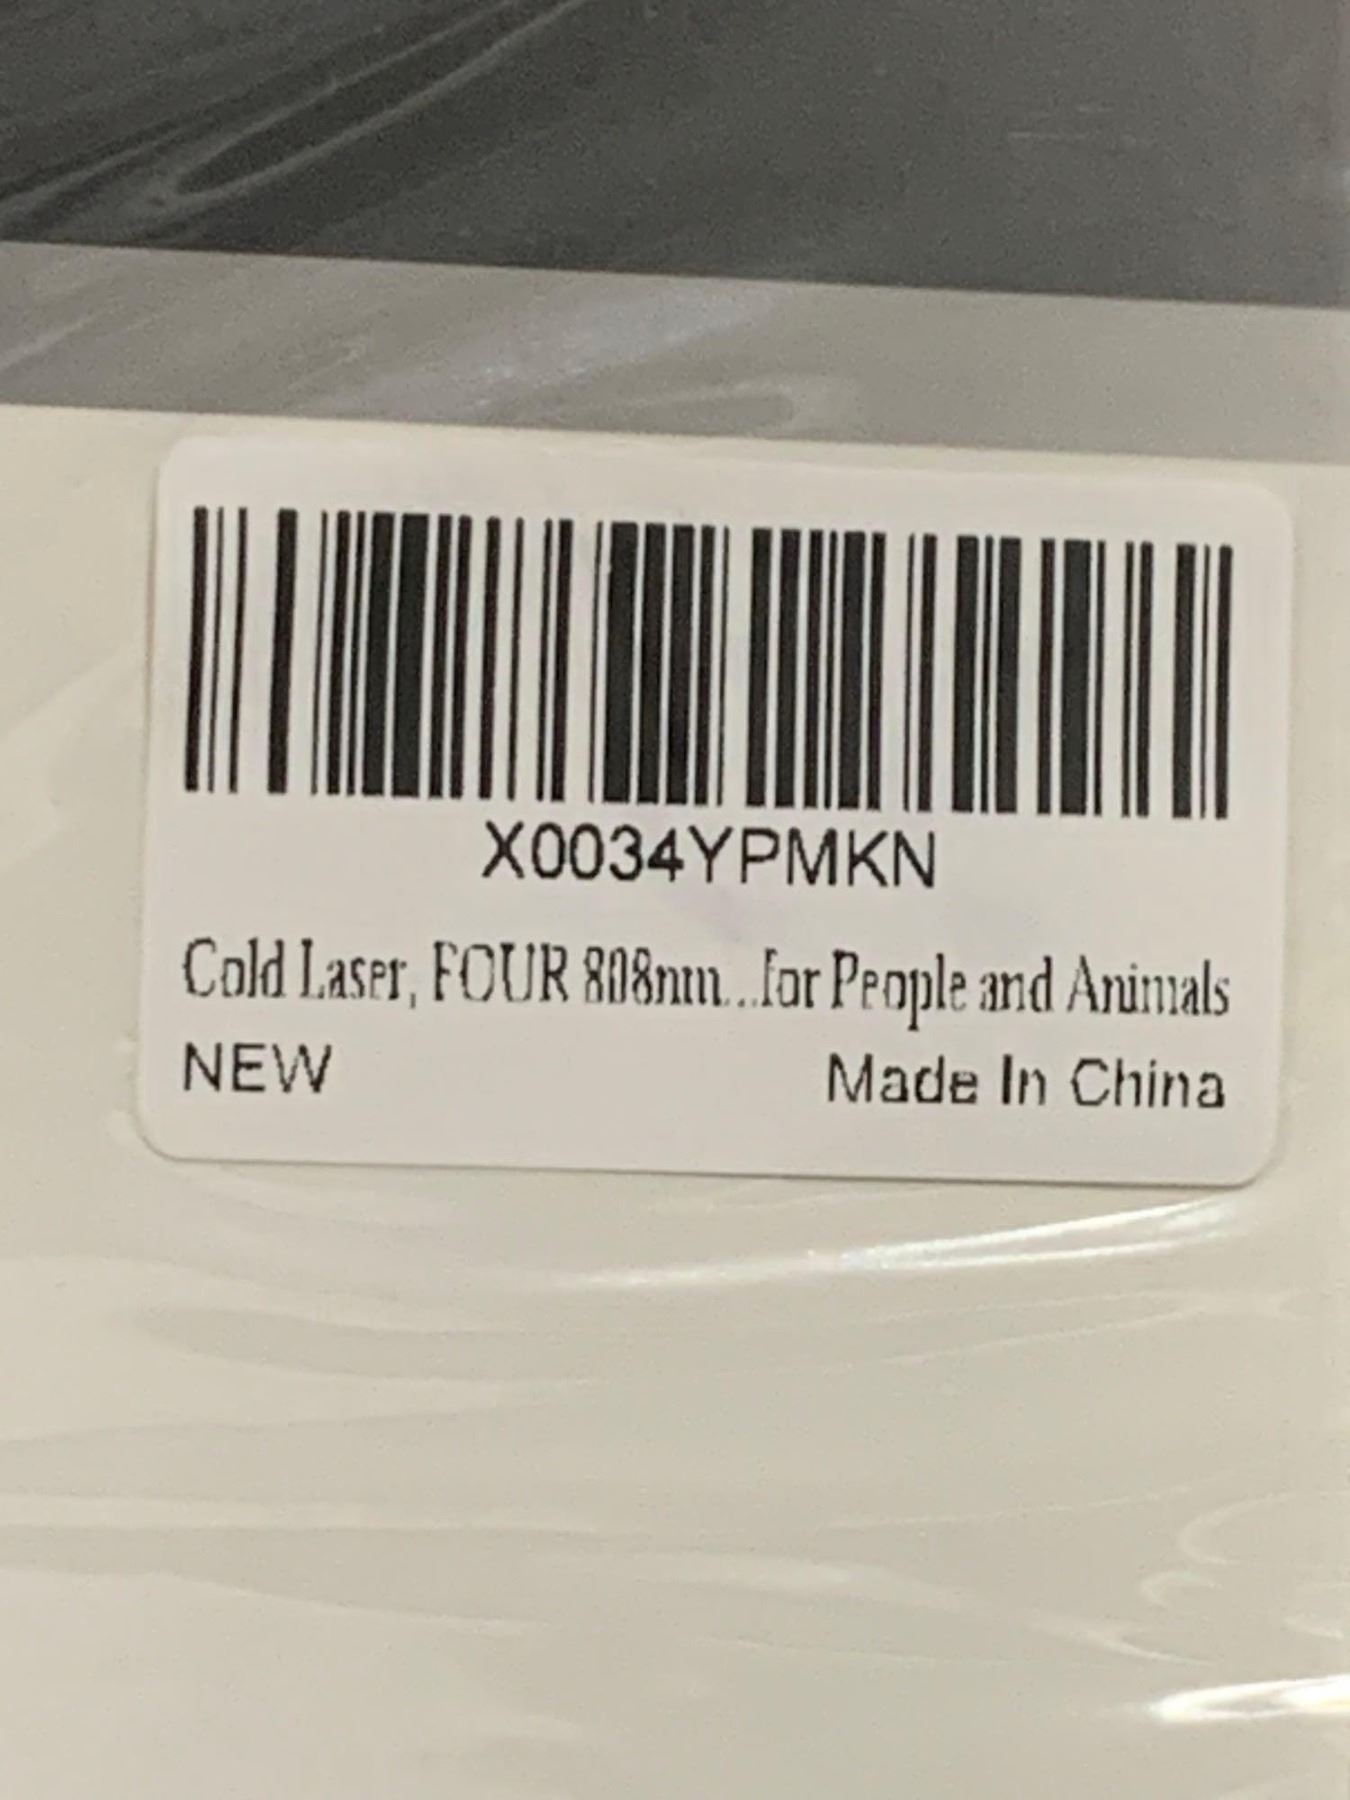 X0034YPMKN
Cold Laser, FOUR 808nm...for People and Animals
NEW
Made In China